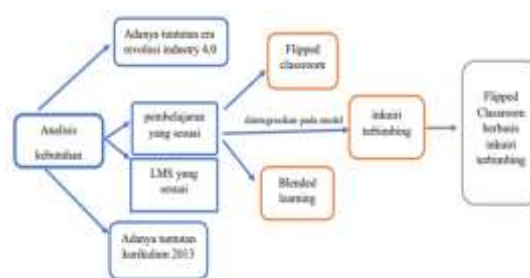 Adanya tuntutan era
revolusi industry 4.0
Analisis
kebutuhan
pembelajaran
yang sesuai
LMS yang
sesuai
Adanya tuntutan
kurikulum 2013
Flipped
classroom
diintegrasikan pada model
Blended
learning
inkuiri
terbimbing
Flipped
Classroom
berbasis
inkuiri
terbimbing